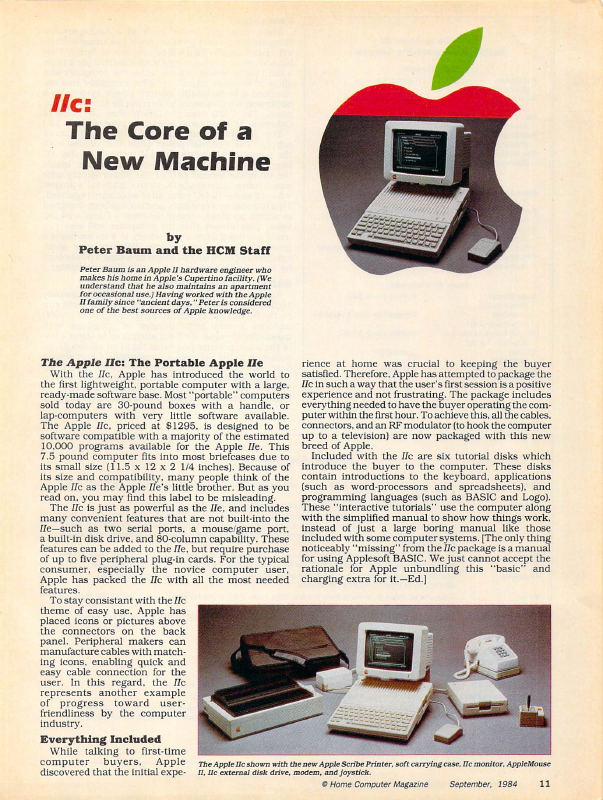 IIc:
The Core of a
New Machine
by
Peter Baum and the HCM Staff
Peter Baum is an Apple II hardware engineer who
makes his home in Apple's Cupertino facility. (We
understand that he also maintains an apartment
for occasional use.) Having worked with the Apple
II family since "ancient days," Peter is considered
one of the best sources of Apple knowledge.
The Apple IIc: The Portable Apple IIe
With the IIc, Apple has introduced the world to
the first lightweight, portable computer with a large,
ready-made software base. Most "portable" computers
sold today are 30-pound boxes with a handle, or
lap-computers with very little software available.
The Apple IIc, priced at $1295, is designed to be
software compatible with a majority of the estimated
10,000 programs available for the Apple IIe. This
7.5 pound computer fits into most briefcases due to
its small size (11.5 x 12 x 2 1/4 inches). Because of
its size and compatibility, many people think of the
Apple IIc as the Apple IIe's little brother. But as you
read on, you may find this label to be misleading.
The IIc is just as powerful as the IIe, and includes
many convenient features that are not built-into the
IIe—such as two serial ports, a mouse/game port,
a built-in disk drive, and 80-column capability. These
features can be added to the IIe, but require purchase
of up to five peripheral plug-in cards. For the typical
consumer, especially the novice computer user,
Apple has packed the IIc with all the most needed
features.
To stay consistant with the IIc
theme of easy use, Apple has
placed icons or pictures above
the connectors on the back
panel. Peripheral makers can
manufacture cables with match-
ing icons, enabling quick and
easy cable connection for the
user. In this regard, the IIc
represents another example
of progress toward user-
friendliness by the computer
industry.
Everything Included
While talking to first-time
computer buyers, Apple
discovered that the initial expe-
rience at home was crucial to keeping the buyer
satisfied. Therefore, Apple has attempted to package the
IIc in such a way that the user's first session is a positive
experience and not frustrating. The package includes
everything needed to have the buyer operating the com-
puter within the first hour. To achieve this, all the cables,
connectors, and an RF modulator (to hook the computer
up to a television) are now packaged with this new
breed of Apple.
Included with the IIc are six tutorial disks which
introduce the buyer to the computer. These disks
contain introductions to the keyboard, applications
(such as word-processors and spreadsheets), and
programming languages (such as BASIC and Logo).
These "interactive tutorials" use the computer along
with the simplified manual to show how things work,
instead of just a large boring manual like those
included with some computer systems. [The only thing
noticeably "missing" from the IIc package is a manual
for using Applesoft BASIC. We just cannot accept the
rationale for Apple unbundling this "basic" and
charging extra for it.—Ed.]
The Apple IIc shown with the new Apple Scribe Printer, soft carrying case, IIc monitor, AppleMouse
II, IIc external disk drive, modem, and joystick.
© Home Computer Magazine September, 1984 11